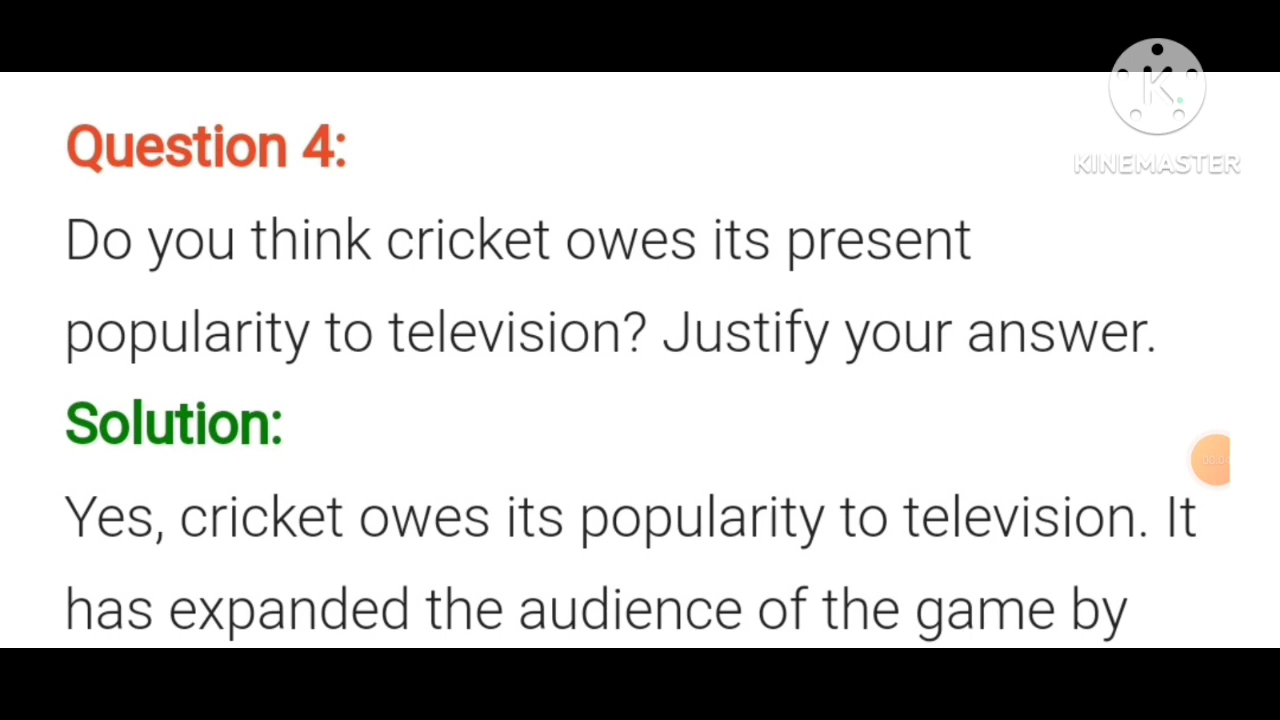 Question 4:
Do you think cricket owes its present
popularity to television? Justify your answer.
Solution:
Yes, cricket owes its popularity to television. It
has expanded the audience of the game by
K.
KINEMASTER